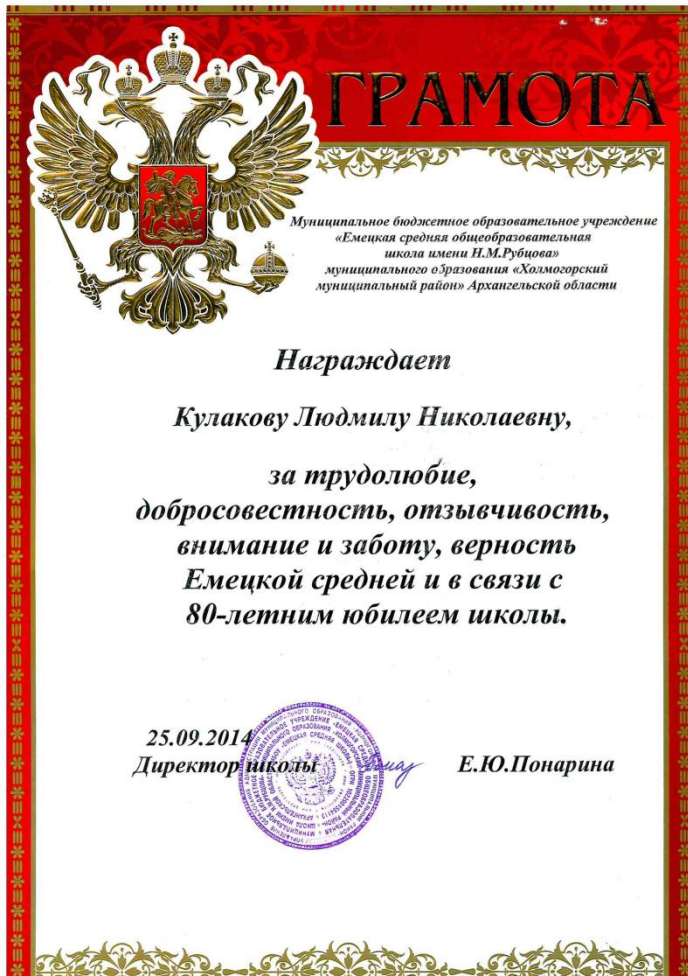 ГРАМОТА
Муниципальное бюджетное образовательное учреждение
«Емецкая средняя общеобразовательная
школа имени Н.М.Рубцова»
муниципального образования «Холмогорский
муниципальный район» Архангельской области
Награждает
Кулакову Людмилу Николаевну,
за трудолюбие,
добросовестность, отзывчивость,
внимание и заботу, верность
Емецкой средней и в связи с
80-летним юбилеем школы.
25.09.2014
Директор школы Е.Ю.Понарина